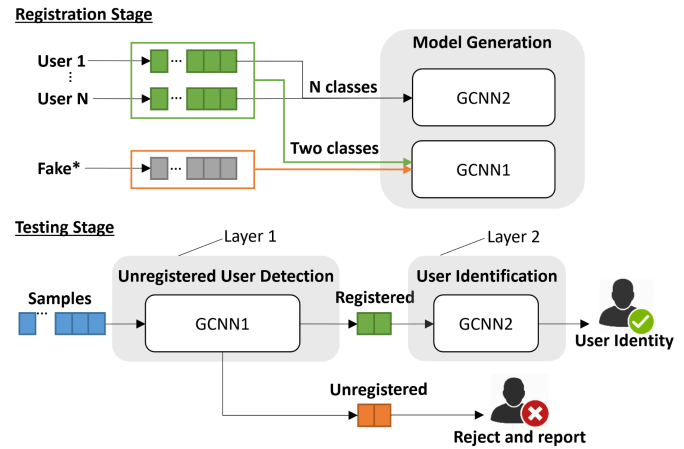 Registration Stage
Model Generation
User 1
⋮
User N
...
...
N classes
GCNN2
Two classes
Fake*
...
GCNN1
Testing Stage
Layer 1
Layer 2
Unregistered User Detection
User Identification
Samples
...
GCNN1
Registered
GCNN2
User Identity
Unregistered
Reject and report